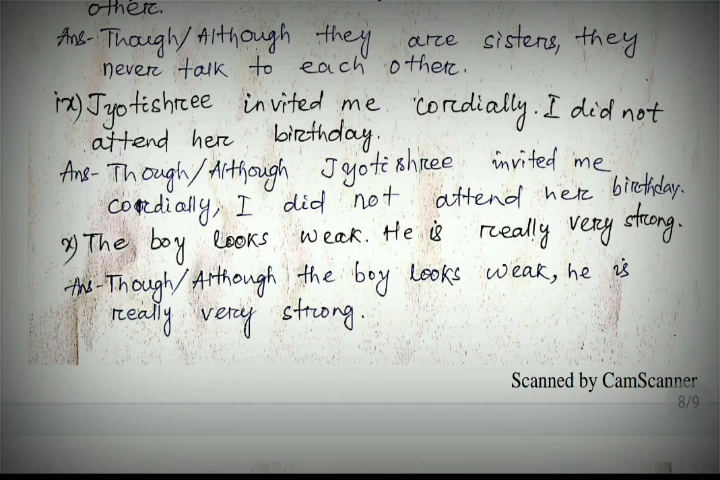 other.
Ans- Though/Although they are sisters, they
never talk to each other.
ix) Jyotishree invited me cordially. I did not
attend her birthday.
Ans- Though/Although Jyotishree invited me
cordially, I did not attend her birthday.
x) The boy looks weak. He is really very strong.
Ans- Though/Although the boy looks weak, he is
really very strong.
Scanned by CamScanner
8/9